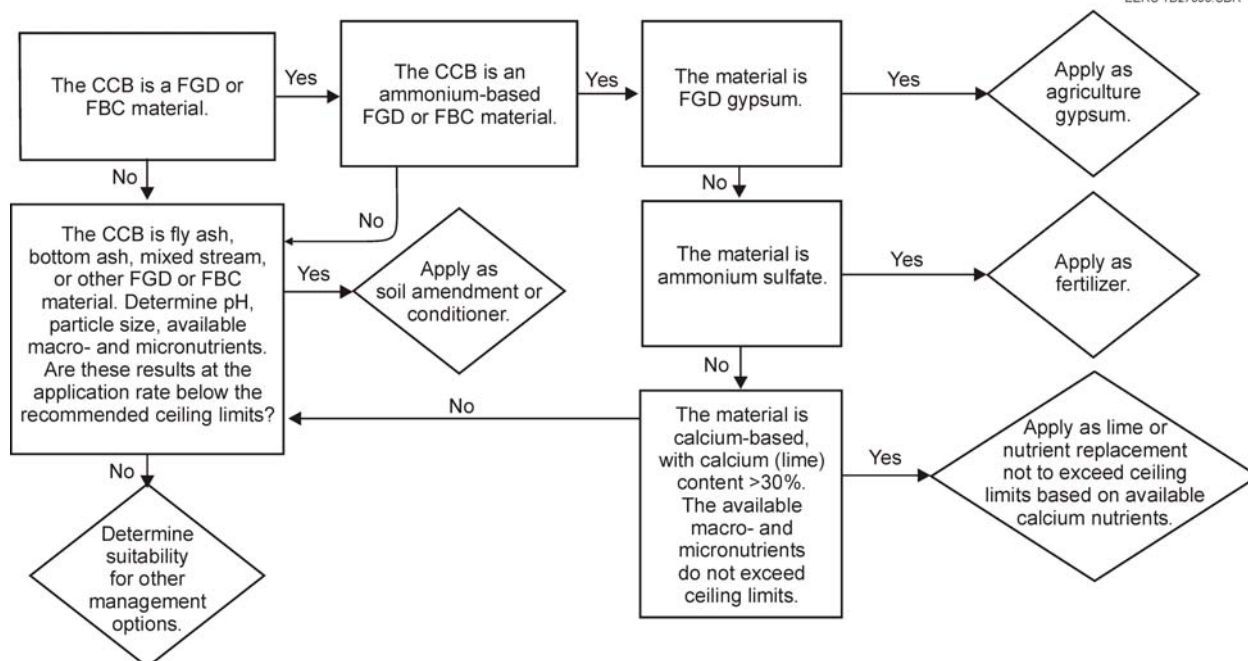 The CCB is a FGD or
FBC material.
Yes
The CCB is an
ammonium-based
FGD or FBC material.
Yes
The material is
FGD gypsum.
Yes
Apply as
agriculture
gypsum.
No
No
No
The CCB is fly ash,
bottom ash, mixed stream,
or other FGD or FBC
material. Determine pH,
particle size, available
macro- and micronutrients.
Are these results at the
application rate below the
recommended ceiling limits?
Yes
Apply as
soil amendment or
conditioner.
The material is
ammonium sulfate.
Yes
Apply as
fertilizer.
No
No
The material is
calcium-based,
with calcium (lime)
content >30%.
The available
macro- and
micronutrients
do not exceed
ceiling limits.
Yes
Apply as lime or
nutrient replacement
not to exceed ceiling
limits based on available
calcium nutrients.
No
Determine
suitability
for other
management
options.